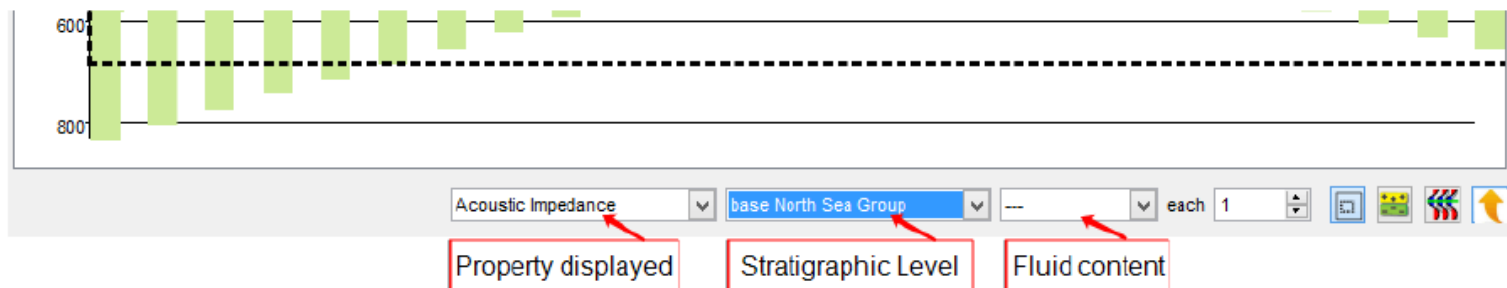 600
800
Acoustic Impedance base North Sea Group --- each 1
Property displayed Stratigraphic Level Fluid content